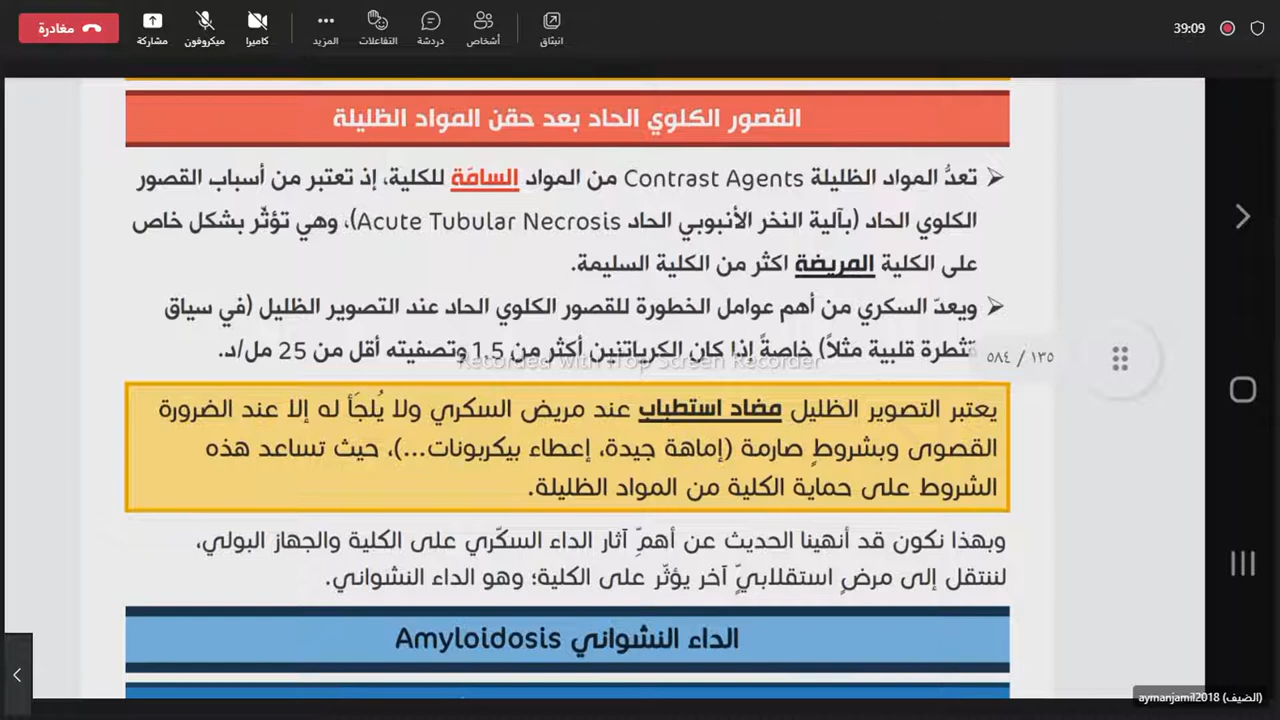 مغادرة
مشاركة
ميكروفون
كاميرا
المزيد
التفاعلات
دردشة
أشخاص
انبثاق
39:09
القصور الكلوي الحاد بعد حقن المواد الظليلة
تعدُّ المواد الظليلة Contrast Agents من المواد السامّة للكلية، إذ تعتبر من أسباب القصور
الكلوي الحاد (بآلية النخر الأنبوبي الحاد Acute Tubular Necrosis)، وهي تؤثّر بشكل خاص
على الكلية المريضة اكثر من الكلية السليمة.
ويعدّ السكري من أهم عوامل الخطورة للقصور الكلوي الحاد عند التصوير الظليل (في سياق
قثطرة قلبية مثلاً) خاصةً إذا كان الكرياتنين أكثر من 1.5 وتصفيته أقل من 25 مل/د.
١٣٥ / ٥٨٤
Recorded with iTop Screen Recorder
يعتبر التصوير الظليل مضاد استطباب عند مريض السكري ولا يُلجَأ له إلا عند الضرورة
القصوى وبشروطٍ صارمة (إماهة جيدة، إعطاء بيكربونات...)، حيث تساعد هذه
الشروط على حماية الكلية من المواد الظليلة.
وبهذا نكون قد أنهينا الحديث عن أهمّ آثار الداء السكّري على الكلية والجهاز البولي،
لننتقل إلى مرضٍ استقلابيٍّ آخر يؤثّر على الكلية؛ وهو الداء النشواني.
الداء النشواني Amyloidosis
aymanjamil2018 (الضيف)